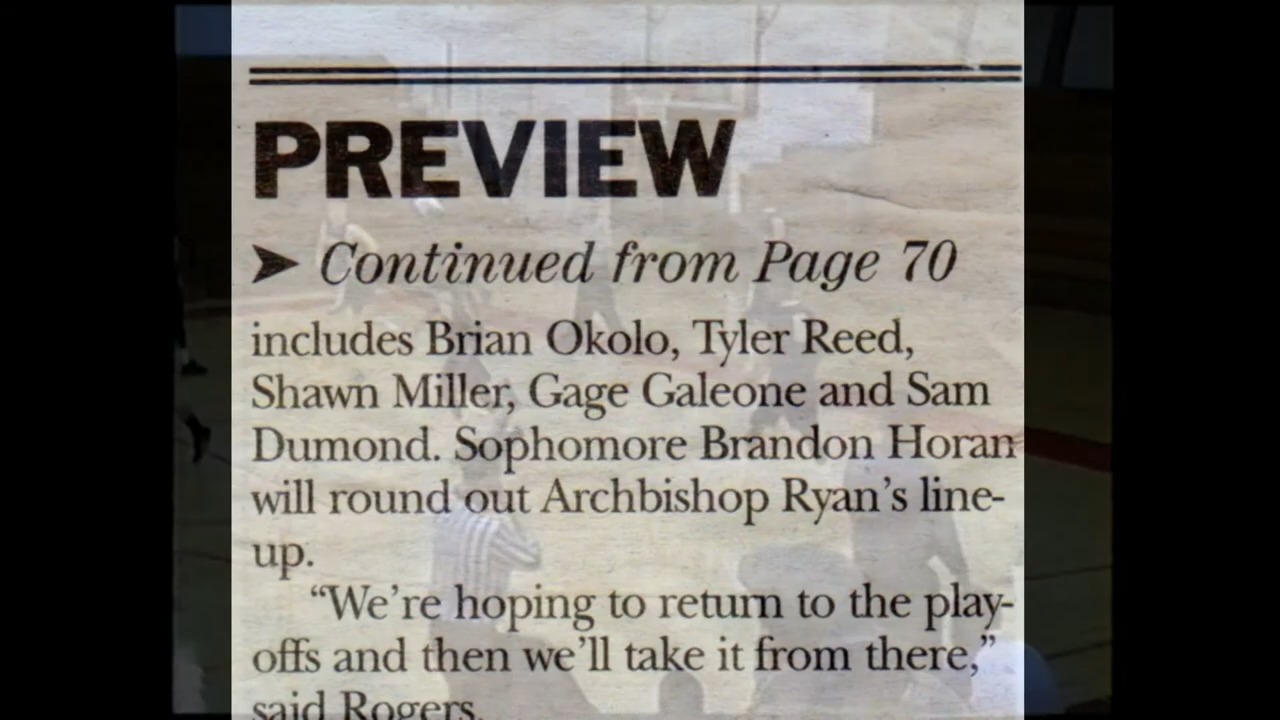 PREVIEW
➤ Continued from Page 70
includes Brian Okolo, Tyler Reed,
Shawn Miller, Gage Galeone and Sam
Dumond. Sophomore Brandon Horan
will round out Archbishop Ryan’s line-
up.
“We’re hoping to return to the play-
offs and then we’ll take it from there,”
said Rogers.